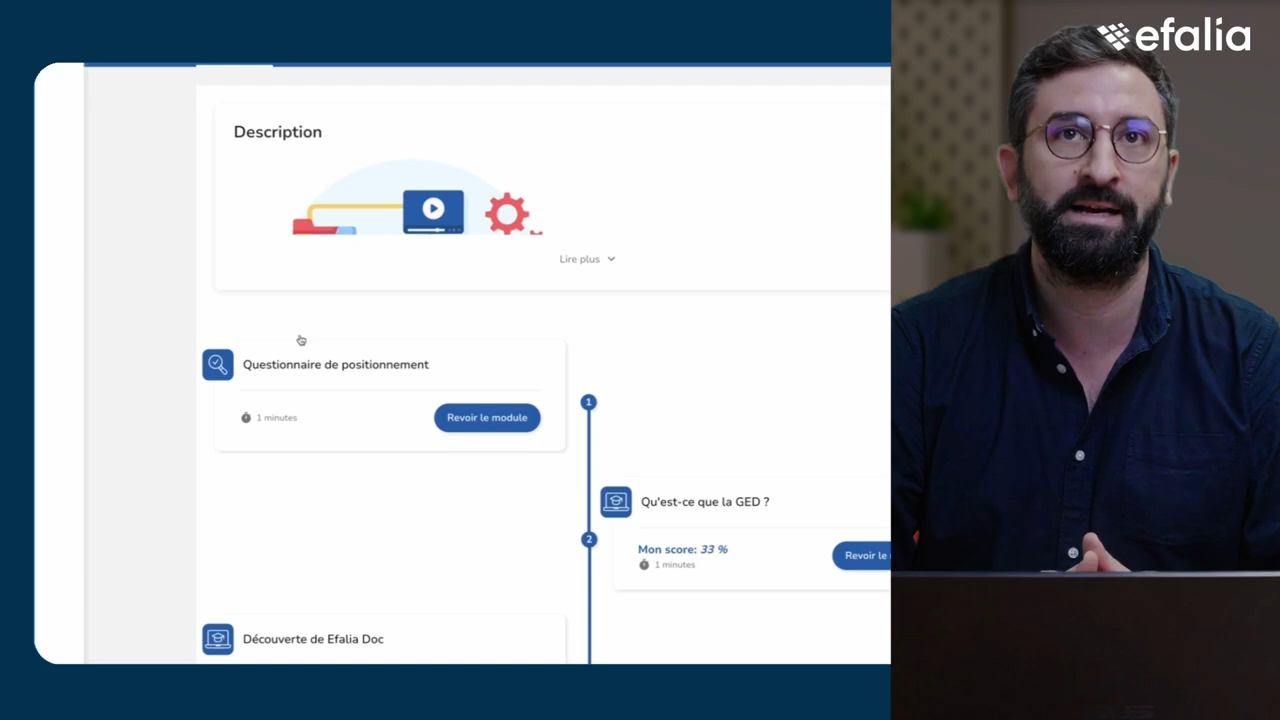 efalia
Description
Lire plus
Questionnaire de positionnement
1 minutes
Revoir le module
1
Qu'est-ce que la GED ?
2
Mon score: 33 %
1 minutes
Revoir le
Découverte de Efalia Doc